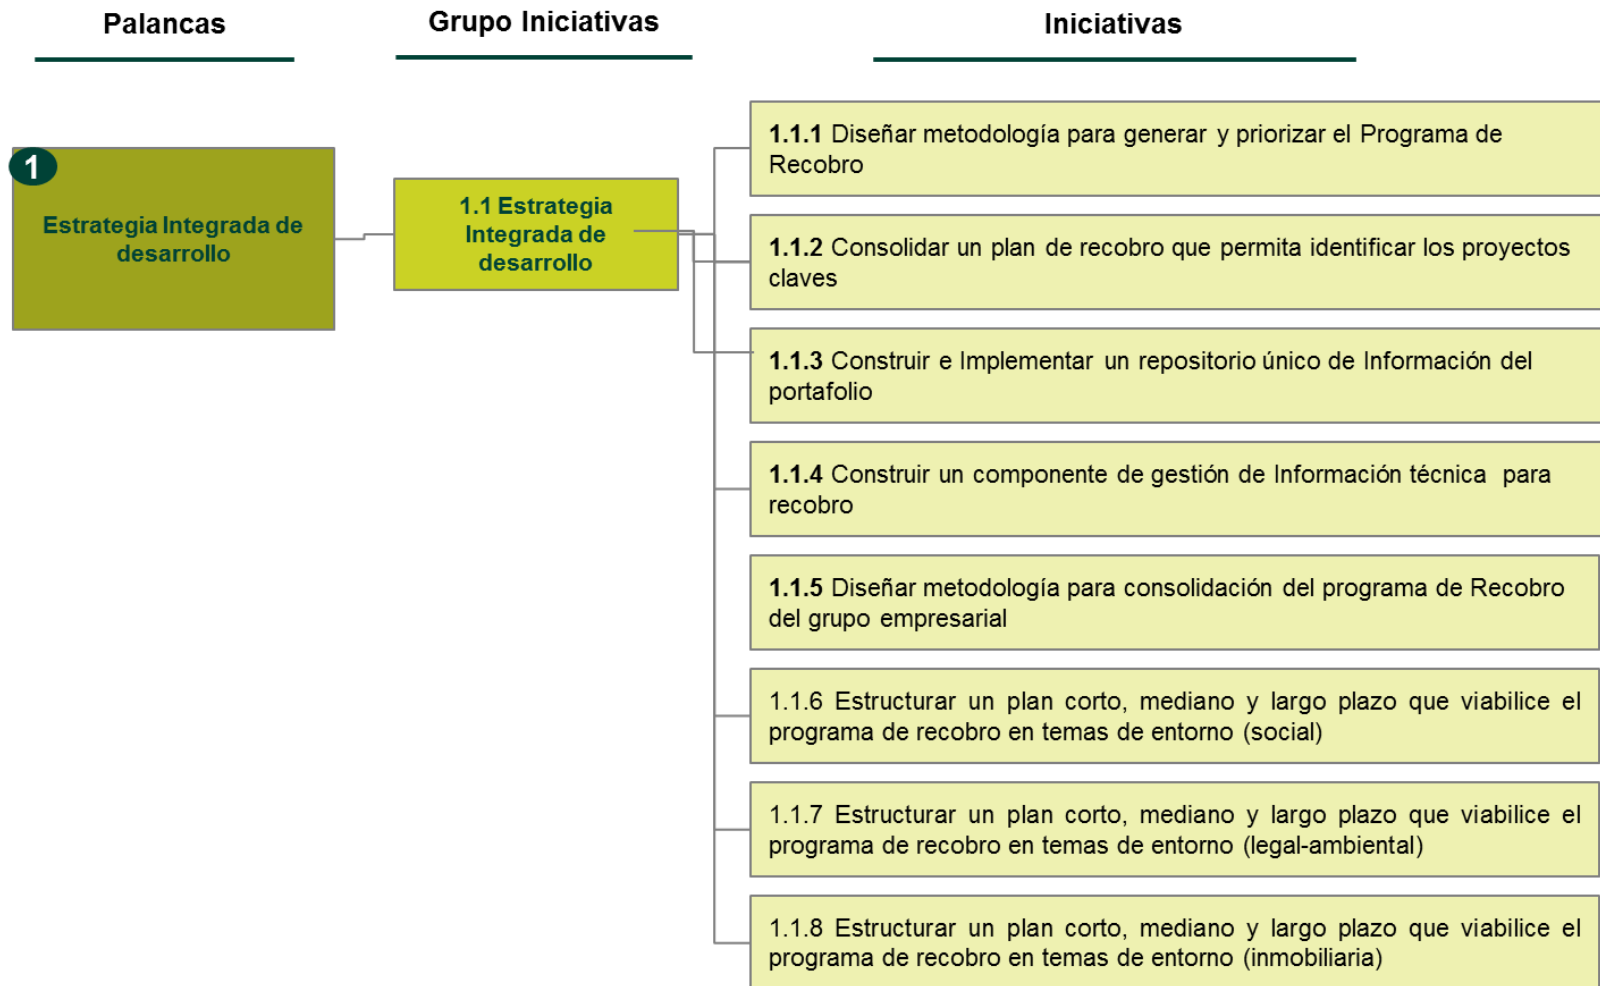 Palancas
Grupo Iniciativas
Iniciativas
1
Estrategia Integrada de
desarrollo
1.1 Estrategia
Integrada de
desarrollo
1.1.1 Diseñar metodología para generar y priorizar el Programa de
Recobro
1.1.2 Consolidar un plan de recobro que permita identificar los proyectos
claves
1.1.3 Construir e Implementar un repositorio único de Información del
portafolio
1.1.4 Construir un componente de gestión de Información técnica para
recobro
1.1.5 Diseñar metodología para consolidación del programa de Recobro
del grupo empresarial
1.1.6 Estructurar un plan corto, mediano y largo plazo que viabilice el
programa de recobro en temas de entorno (social)
1.1.7 Estructurar un plan corto, mediano y largo plazo que viabilice el
programa de recobro en temas de entorno (legal-ambiental)
1.1.8 Estructurar un plan corto, mediano y largo plazo que viabilice el
programa de recobro en temas de entorno (inmobiliaria)